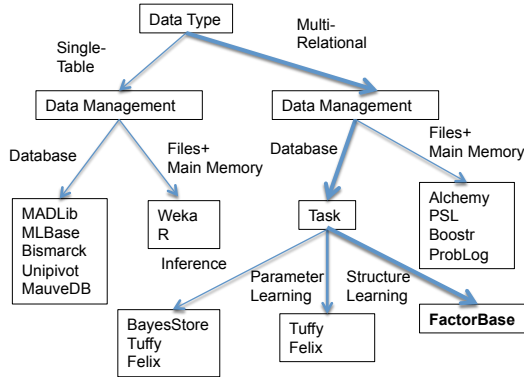 Data Type
Single-
Table
Multi-
Relational
Data Management
Data Management
Database
Files+
Main Memory
Database
Files+
Main Memory
MADLib
MLBase
Bismarck
Unipivot
MauveDB
Weka
R
Task
Alchemy
PSL
Boostr
ProbLog
Inference
Parameter
Learning
Structure
Learning
BayesStore
Tuffy
Felix
Tuffy
Felix
FactorBase